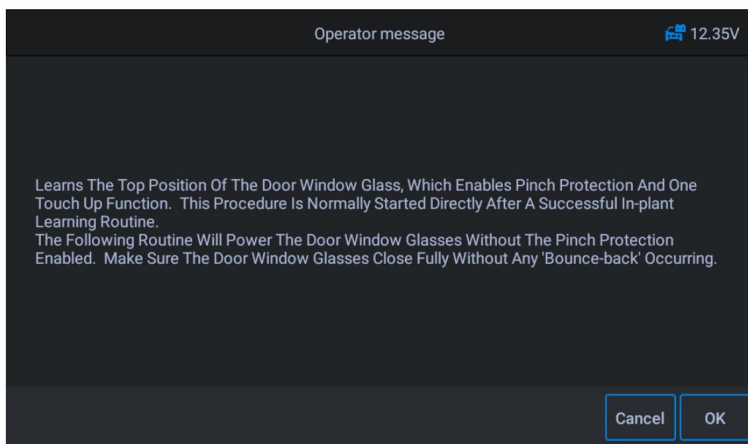 Operator message
12.35V
Learns The Top Position Of The Door Window Glass, Which Enables Pinch Protection And One
Touch Up Function.  This Procedure Is Normally Started Directly After A Successful In-plant
Learning Routine.
The Following Routine Will Power The Door Window Glasses Without The Pinch Protection
Enabled.  Make Sure The Door Window Glasses Close Fully Without Any 'Bounce-back' Occurring.
Cancel
OK